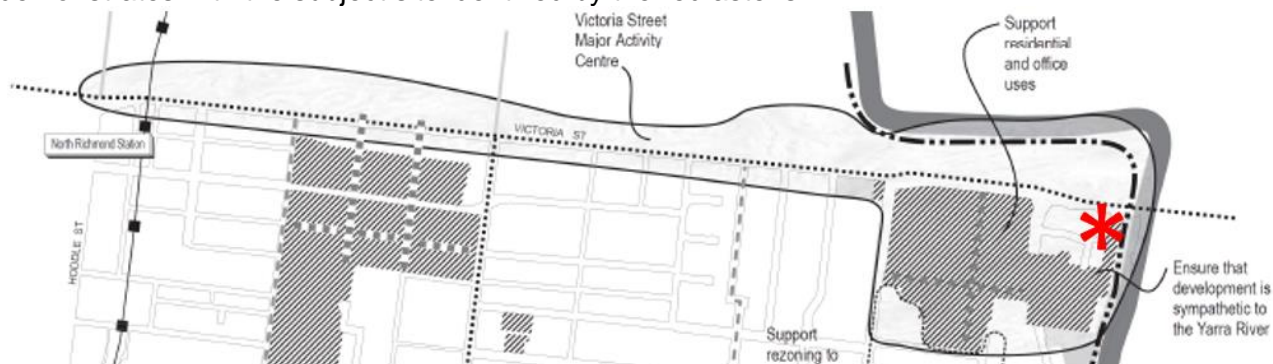 Victoria Street
Major Activity
Centre
Support
residential
and office
uses
VICTORIA ST
North Richmond Station
HODDLE ST
Ensure that
development is
sympathetic to
the Yarra River
Support
rezoning to